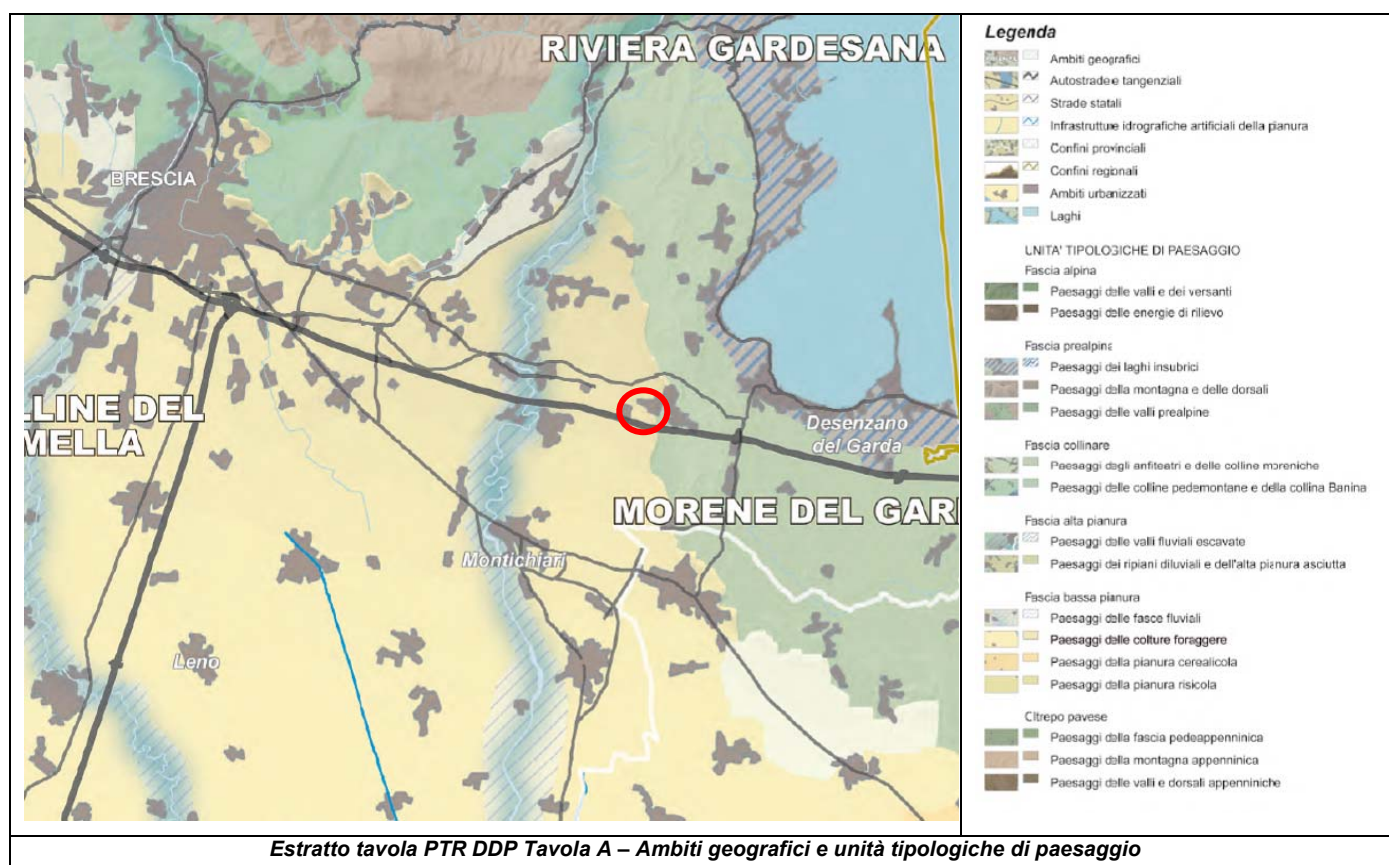 RIVIERA GARDESANA
BRESCIA
LLINE DEL
MELLA
Desenzano
del Garda
MORENE DEL GAR
Montichiari
Leno
Legenda
Ambiti geografici
Autostrade e tangenziali
Strade statali
Infrastrutture idrografiche artificiali della pianura
Confini provinciali
Confini regionali
Ambiti urbanizzati
Laghi
UNITA' TIPOLOGICHE DI PAESAGGIO
Fascia alpina
Paesaggi delle valli e dei versanti
Paesaggi delle energie di rilievo
Fascia prealpina
Paesaggi dei laghi insubrici
Paesaggi della montagna e delle dorsali
Paesaggi delle valli prealpine
Fascia collinare
Paesaggi degli anfiteatri e delle colline moreniche
Paesaggi delle colline pedemontane e della collina Banina
Fascia alta pianura
Paesaggi delle valli fluviali escavate
Paesaggi dei ripiani diluviali e dell'alta pianura asciutta
Fascia bassa pianura
Paesaggi delle fasce fluviali
Paesaggi delle colture foraggere
Paesaggi della pianura cerealicola
Paesaggi della pianura risicola
Oltrepo pavese
Paesaggi della fascia pedeappenninica
Paesaggi della montagna appenninica
Paesaggi delle valli e dorsali appenniniche
Estratto tavola PTR DDP Tavola A – Ambiti geografici e unità tipologiche di paesaggio